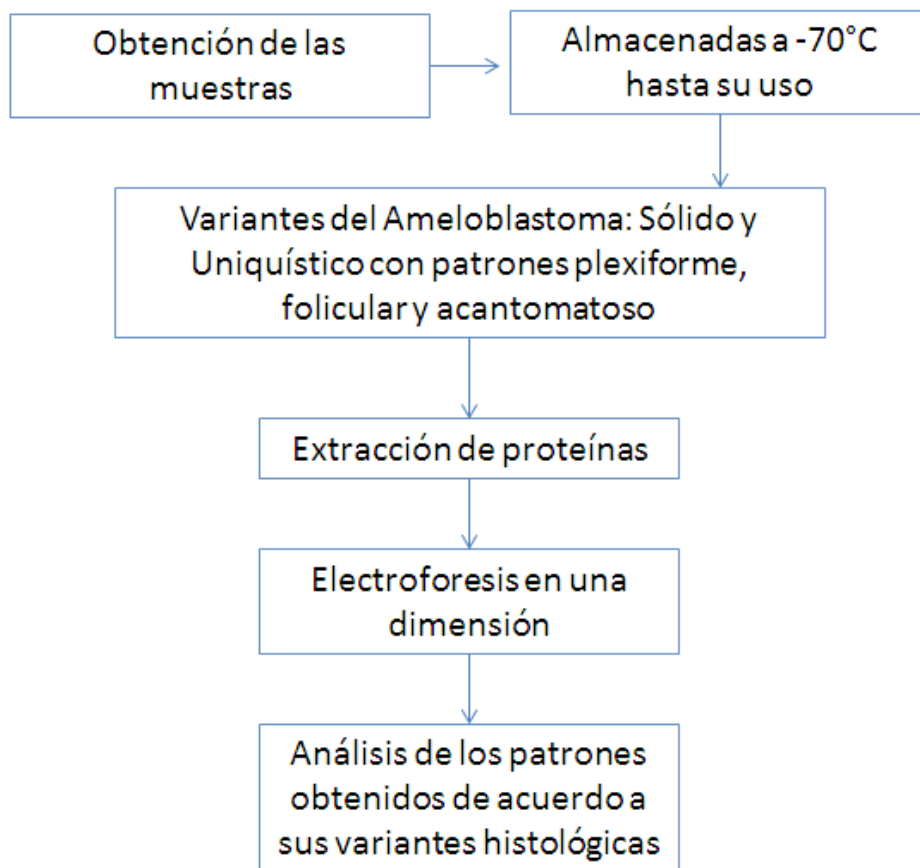 Obtención de las
muestras
Almacenadas a -70°C
hasta su uso
Variantes del Ameloblastoma: Sólido y
Uniquístico con patrones plexiforme,
folicular y acantomatoso
Extracción de proteínas
Electroforesis en una
dimensión
Análisis de los patrones
obtenidos de acuerdo a
sus variantes histológicas